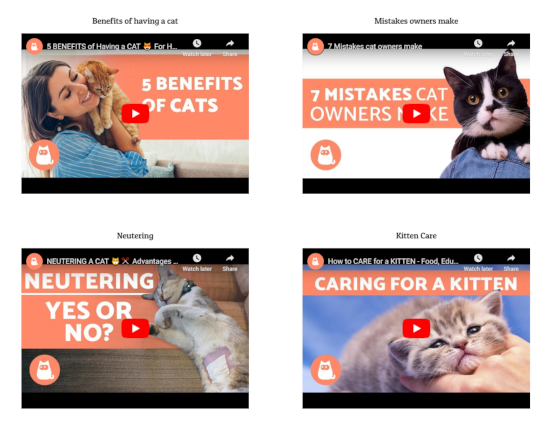 Benefits of having a cat
Mistakes owners make
5 BENEFITS of Having a CAT 🐱 For H...
Watch later
Share
5 BENEFITS
OF CATS
7 Mistakes cat owners make
Watch later
Share
7 MISTAKES CAT
OWNERS MAKE
Neutering
Kitten Care
NEUTERING A CAT 🐱 ✂ Advantages ...
Watch later
Share
NEUTERING
YES OR
NO?
How to CARE for a KITTEN - Food, Edu...
Watch later
Share
CARING FOR A KITTEN